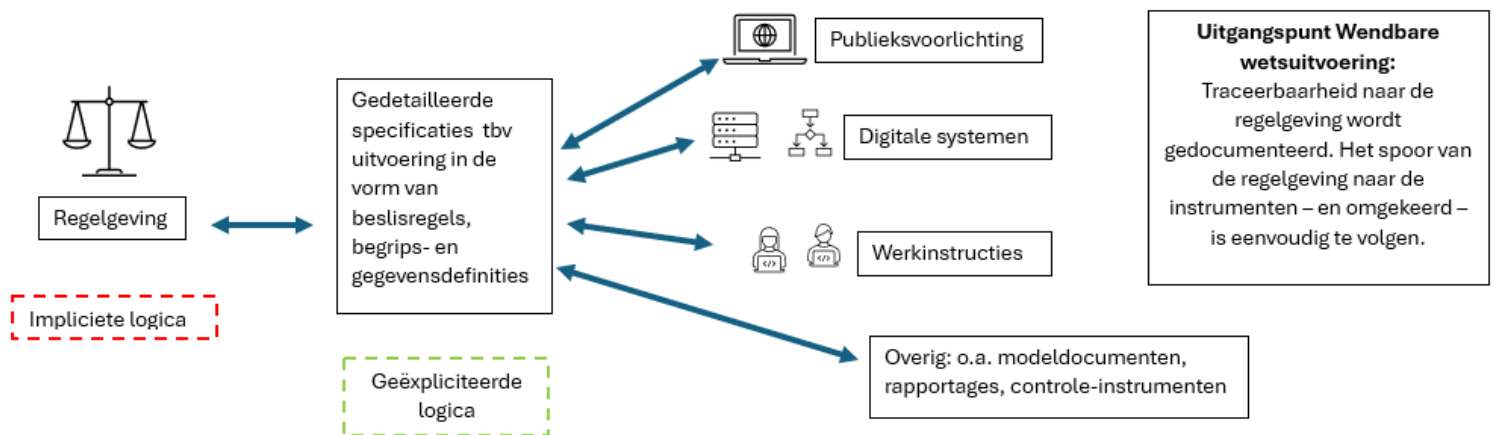 Regelgeving
Impliciete logica
Gedetailleerde
specificaties tbv
uitvoering in de
vorm van
beslisregels,
begrips- en
gegevensdefinities
Geëxpliciteerde
logica
Publieksvoorlichting
Digitale systemen
Werkinstructies
Overig: o.a. modeldocumenten,
rapportages, controle-instrumenten
Uitgangspunt Wendbare
wetsuitvoering:
Traceerbaarheid naar de
regelgeving wordt
gedocumenteerd. Het spoor van
de regelgeving naar de
instrumenten – en omgekeerd –
is eenvoudig te volgen.